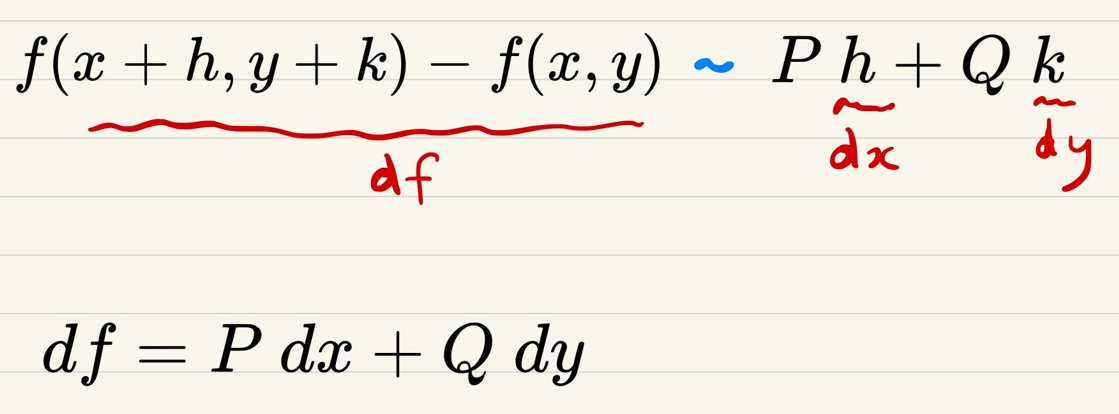 f(x + h, y + k) − f(x, y) ~ P h + Q k
df dx dy
df = P dx + Q dy